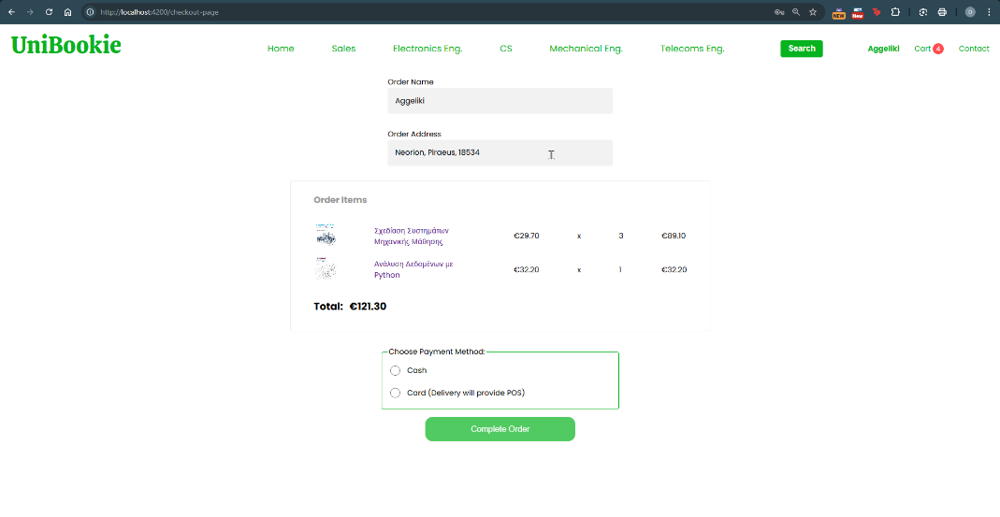 http://localhost:4200/checkout-page
NEW
New
UniBookie
Home
Sales
Electronics Eng.
CS
Mechanical Eng.
Telecoms Eng.
Search
Aggeliki
Cart 4
Contact
Order Name
Aggeliki
Order Address
Neorion, Piraeus, 18534
Order Items
Σχεδίαση Συστημάτων
Μηχανικής Μάθησης
€29.70 x 3 €89.10
Ανάλυση Δεδομένων με
Python
€32.20 x 1 €32.20
Total: €121.30
Choose Payment Method:
Cash
Card (Delivery will provide POS)
Complete Order